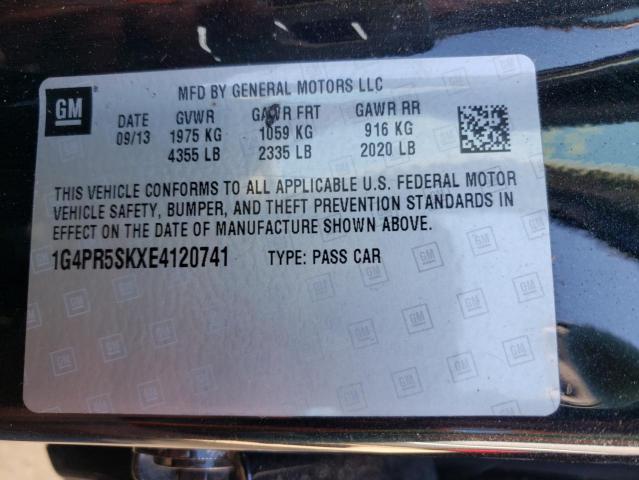 GM
MFD BY GENERAL MOTORS LLC
DATE GVWR GAWR FRT GAWR RR
09/13 1975 KG 1059 KG 916 KG
4355 LB 2335 LB 2020 LB
THIS VEHICLE CONFORMS TO ALL APPLICABLE U.S. FEDERAL MOTOR
VEHICLE SAFETY, BUMPER, AND THEFT PREVENTION STANDARDS IN
EFFECT ON THE DATE OF MANUFACTURE SHOWN ABOVE.
1G4PR5SKXE4120741 TYPE: PASS CAR